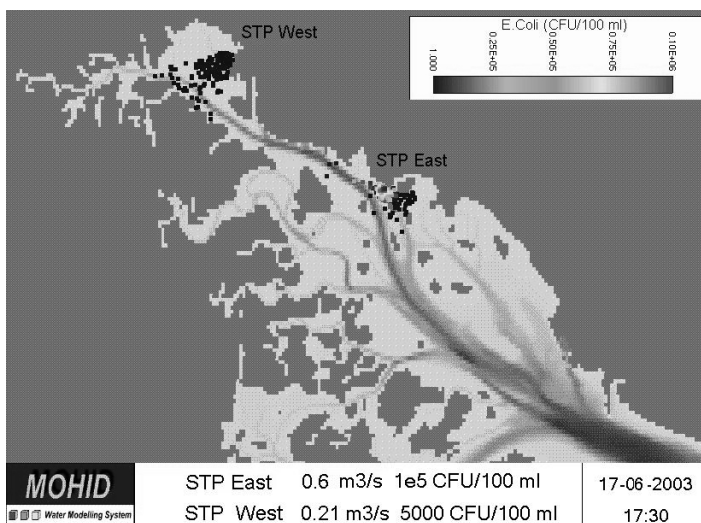 STP West
E.Coli (CFU/100 ml)
1.000 0.25E+05 0.50E+05 0.75E+05 0.10E+06
STP East
MOHID
Water Modelling System
STP East 0.6 m3/s 1e5 CFU/100 ml
STP West 0.21 m3/s 5000 CFU/100 ml
17-06-2003
17:30